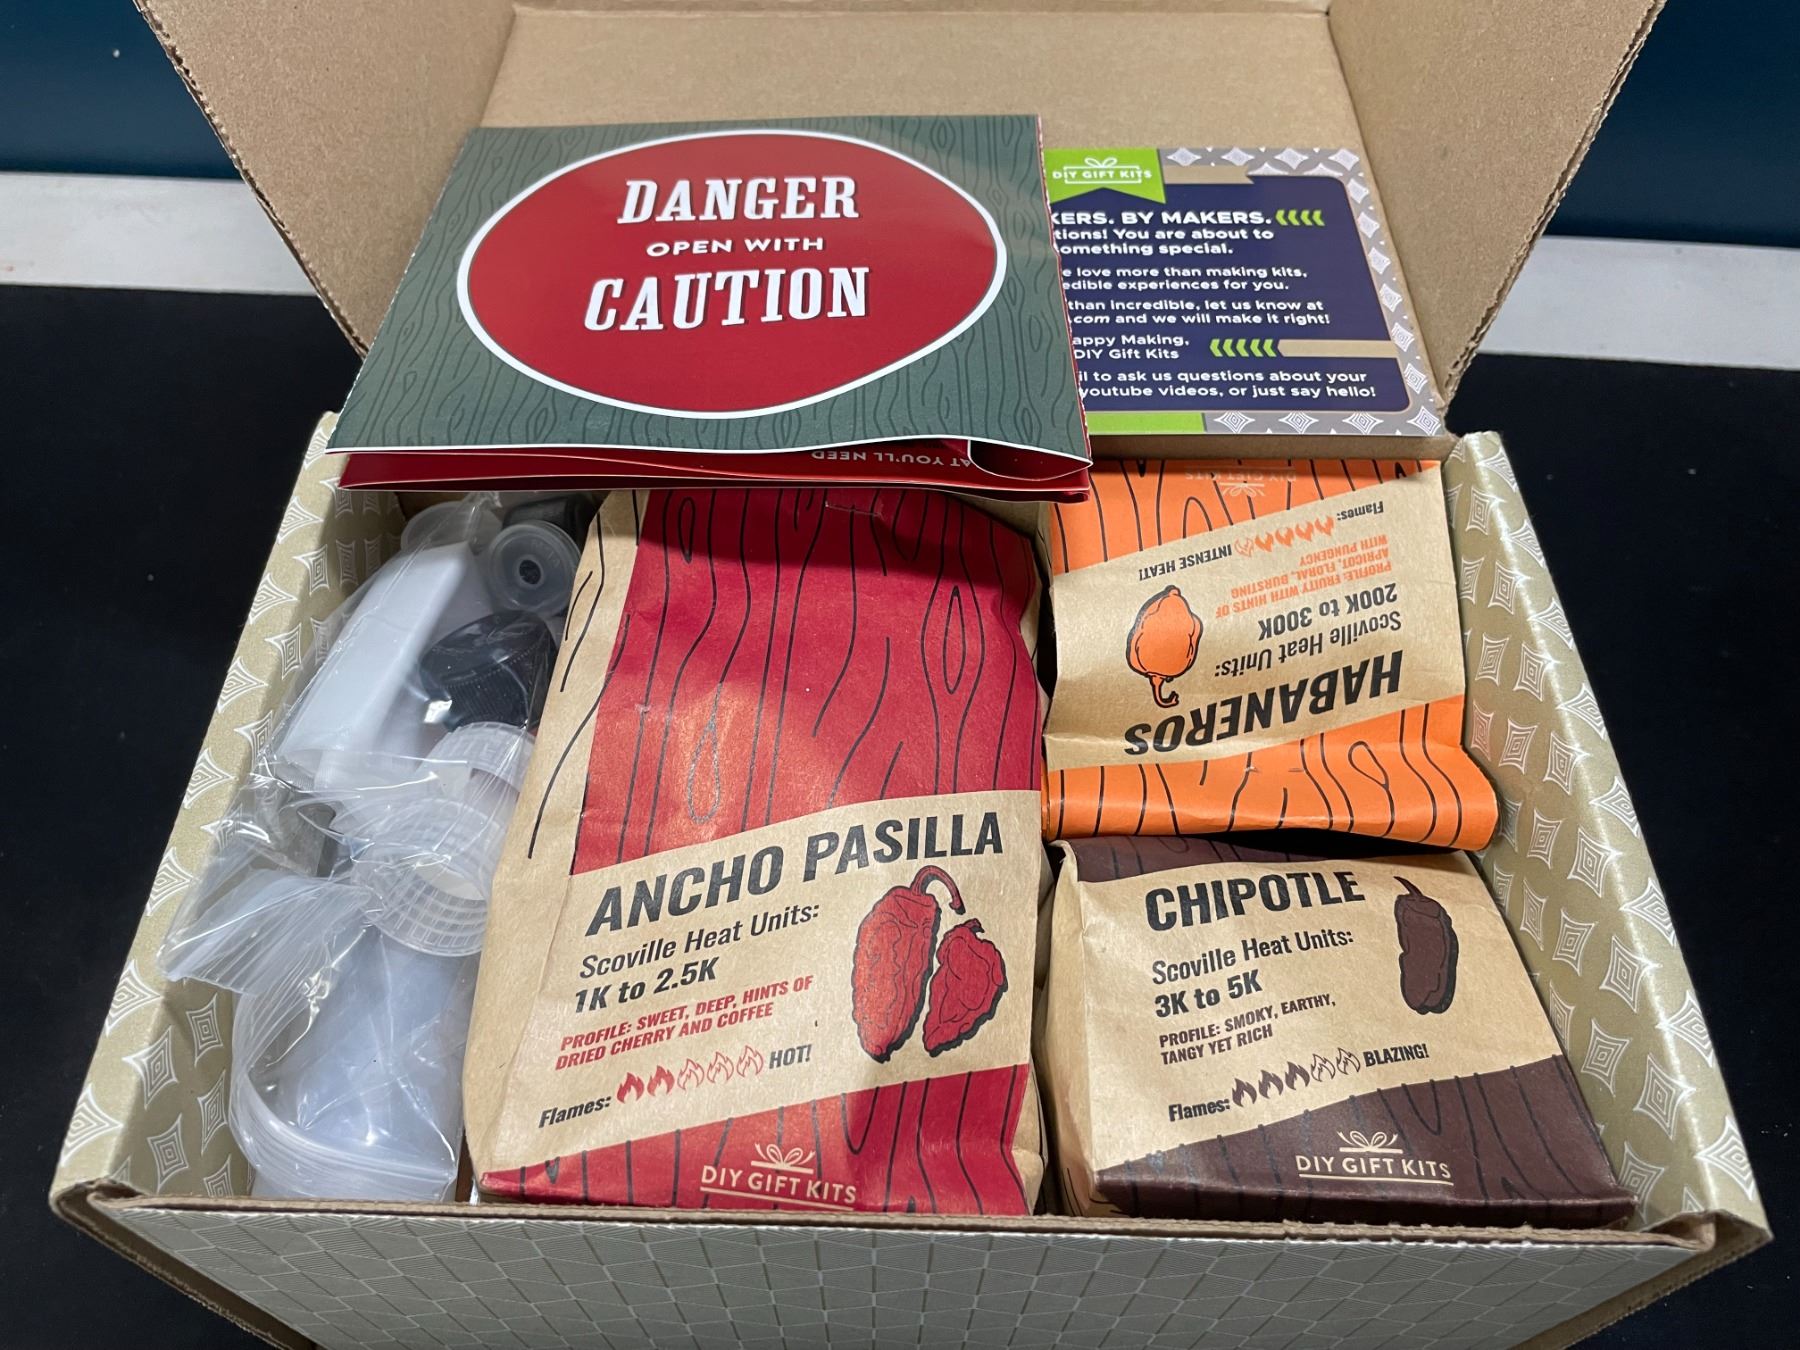 DANGER
OPEN WITH
CAUTION
AT YOU'LL NEED
DIY GIFT KITS
KERS. BY MAKERS.
tions! You are about to
omething special.
e love more than making kits,
edible experiences for you.
than incredible, let us know at
.com and we will make it right!
appy Making,
DIY Gift Kits
il to ask us questions about your
youtube videos, or just say hello!
ANCHO PASILLA
Scoville Heat Units:
1K to 2.5K
PROFILE: SWEET, DEEP, HINTS OF
DRIED CHERRY AND COFFEE
Flames: HOT!
DIY GIFT KITS
HABANEROS
Scoville Heat Units:
200K to 300K
PROFILE: FRUITY WITH HINTS OF
APRICOT, FLORAL, BURSTING
WITH PUNGENCY
Flames: INTENSE HEAT!
DIY GIFT KITS
CHIPOTLE
Scoville Heat Units:
3K to 5K
PROFILE: SMOKY, EARTHY,
TANGY YET RICH
Flames: BLAZING!
DIY GIFT KITS